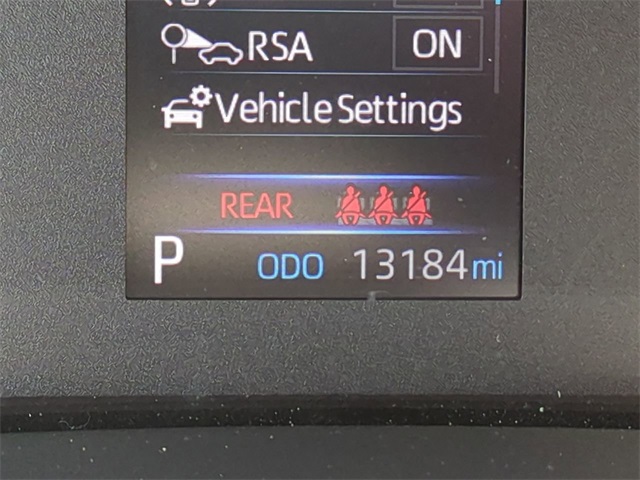 RSA ON
Vehicle Settings
REAR
P ODO 13184 mi